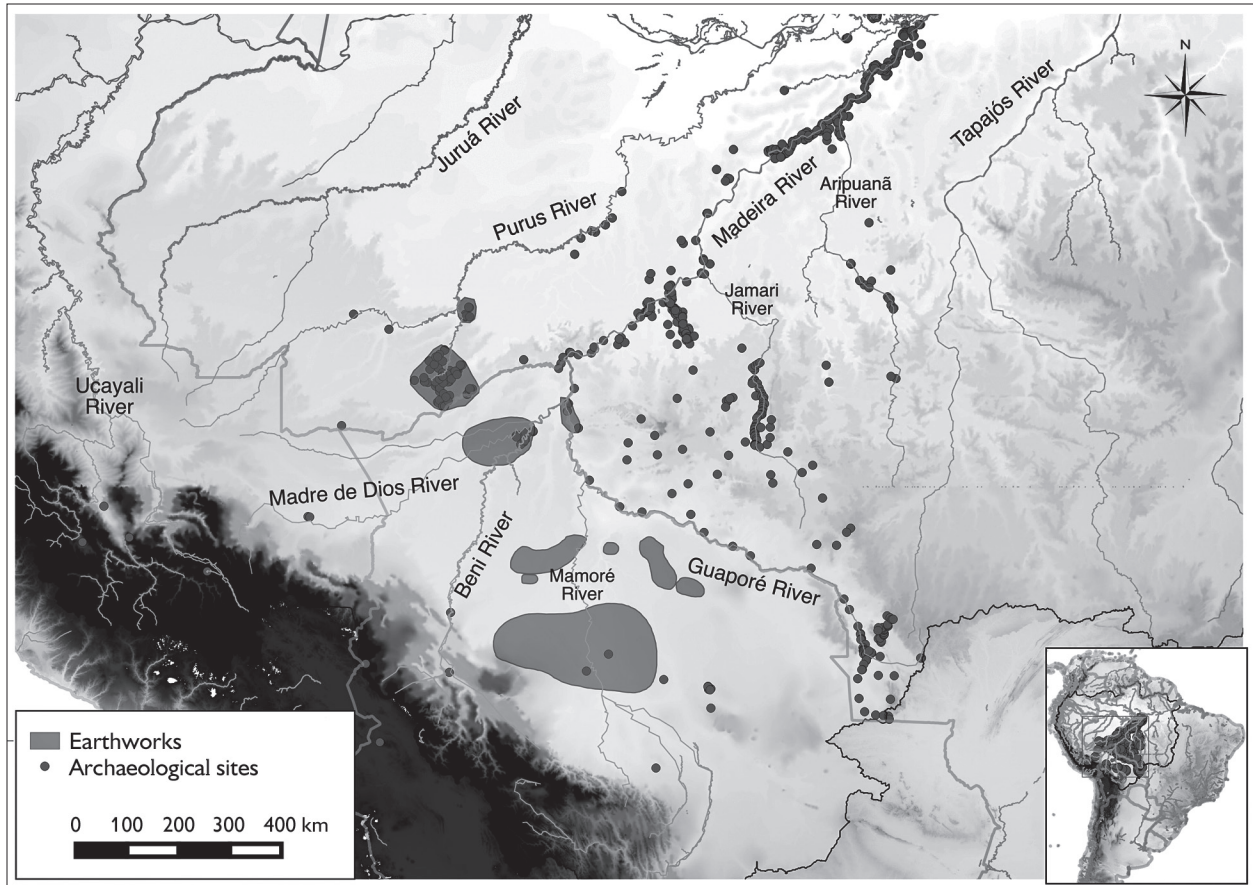 N
Juruá River
Tapajós River
Purus River
Madeira River
Aripuanã
River
Jamari
River
Ucayali
River
Madre de Dios River
Beni River
Mamoré
River
Guaporé River
Earthworks
Archaeological sites
0 100 200 300 400 km